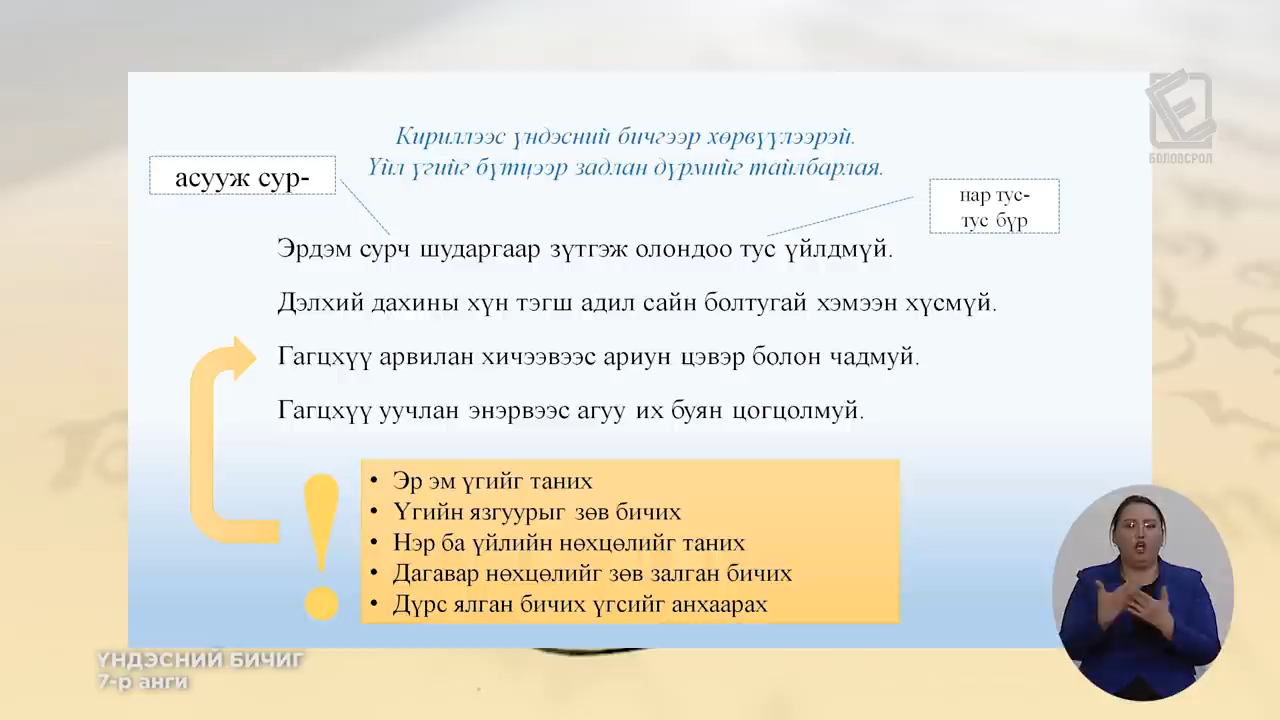 Кириллээс үндэсний бичгээр хөрвүүлээрэй.
Үйл үгийг бүтцээр задлан дүрмийг тайлбарлая.
асууж сур-
нар тус-
тус бүр
Эрдэм сурч шударгаар зүтгэж олондоо тус үйлдмүй.
Дэлхий дахины хүн тэгш адил сайн болтугай хэмээн хүсмүй.
Гагцхүү арвилан хичээвээс ариун цэвэр болон чадмуй.
Гагцхүү уучлан энэрвээс агуу их буян цогцолмуй.
• Эр эм үгийг таних
• Үгийн язгуурыг зөв бичих
• Нэр ба үйлийн нөхцөлийг таних
• Дагавар нөхцөлийг зөв залган бичих
• Дүрс ялган бичих үгсийг анхаарах
!
БОЛОВСРОЛ
ҮНДЭСНИЙ БИЧИГ
7-р анги